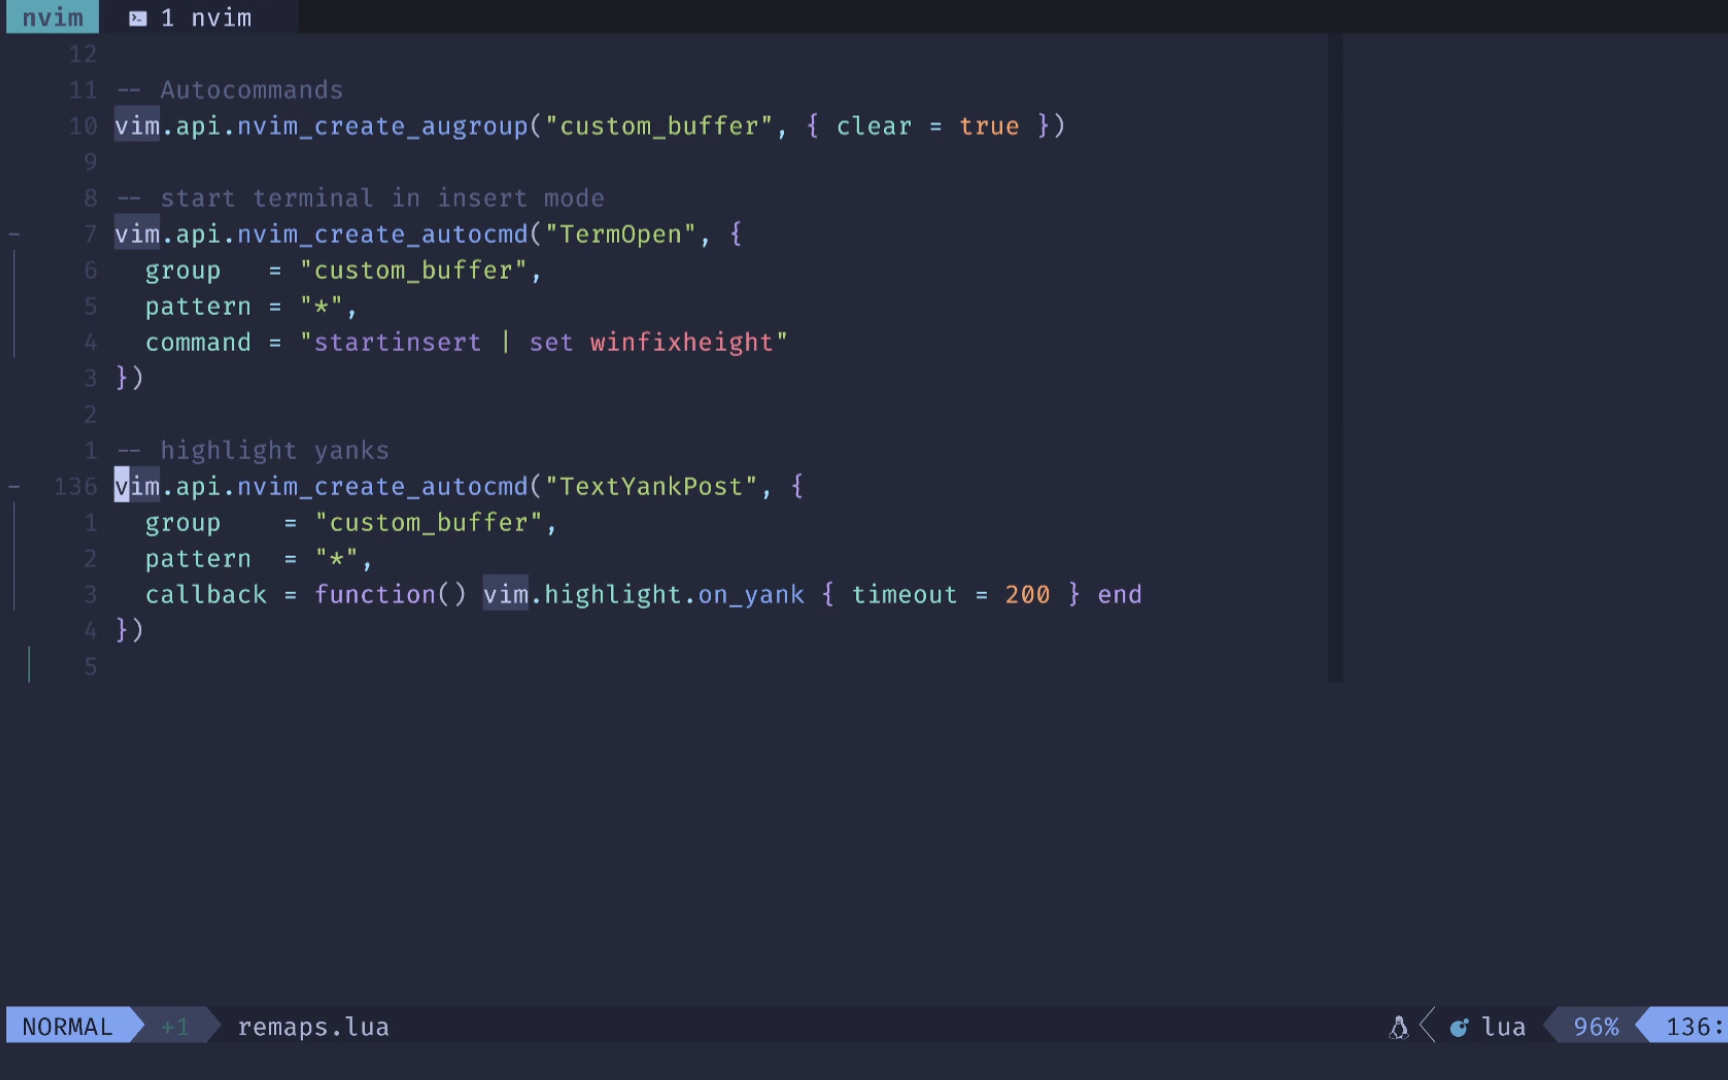 nvim 1 nvim
12
11 -- Autocommands
10 vim.api.nvim_create_augroup("custom_buffer", { clear = true })
9
8 -- start terminal in insert mode
7 vim.api.nvim_create_autocmd("TermOpen", {
6   group   = "custom_buffer",
5   pattern = "*",
4   command = "startinsert | set winfixheight"
3 })
2
1 -- highlight yanks
136 vim.api.nvim_create_autocmd("TextYankPost", {
1   group    = "custom_buffer",
2   pattern  = "*",
3   callback = function() vim.highlight.on_yank { timeout = 200 } end
4 })
5
NORMAL +1 remaps.lua lua 96% 136: